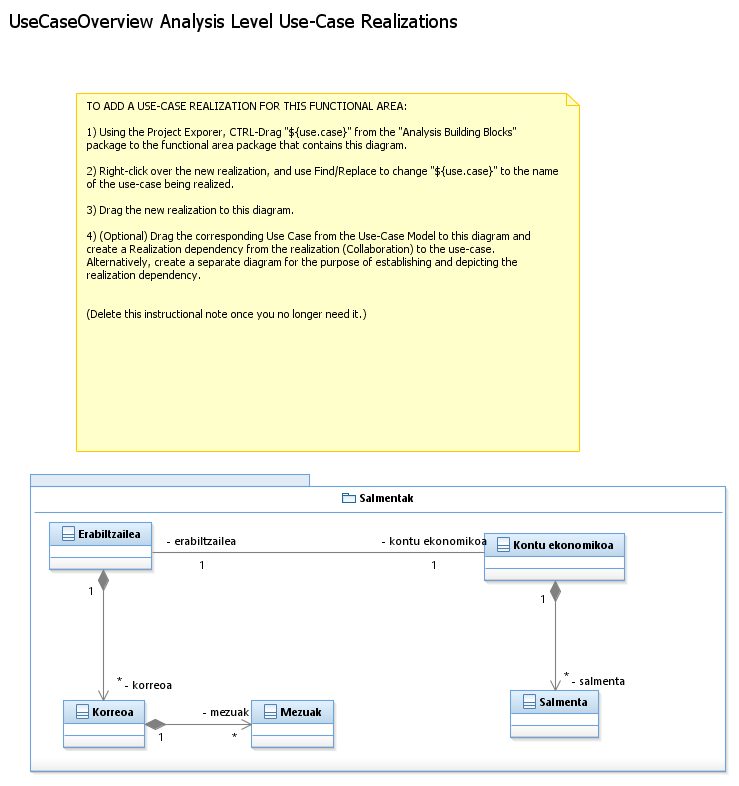 UseCaseOverview Analysis Level Use-Case Realizations
TO ADD A USE-CASE REALIZATION FOR THIS FUNCTIONAL AREA:
1) Using the Project Exporer, CTRL-Drag "${use.case}" from the "Analysis Building Blocks"
package to the functional area package that contains this diagram.
2) Right-click over the new realization, and use Find/Replace to change "${use.case}" to the name
of the use-case being realized.
3) Drag the new realization to this diagram.
4) (Optional) Drag the corresponding Use Case from the Use-Case Model to this diagram and
create a Realization dependency from the realization (Collaboration) to the use-case.
Alternatively, create a separate diagram for the purpose of establishing and depicting the
realization dependency.
(Delete this instructional note once you no longer need it.)
Salmentak
Erabiltzailea
- erabiltzailea
1
- kontu ekonomikoa
1
Kontu ekonomikoa
1
1
* - korreoa
* - salmenta
Korreoa
1
- mezuak
*
Mezuak
Salmenta